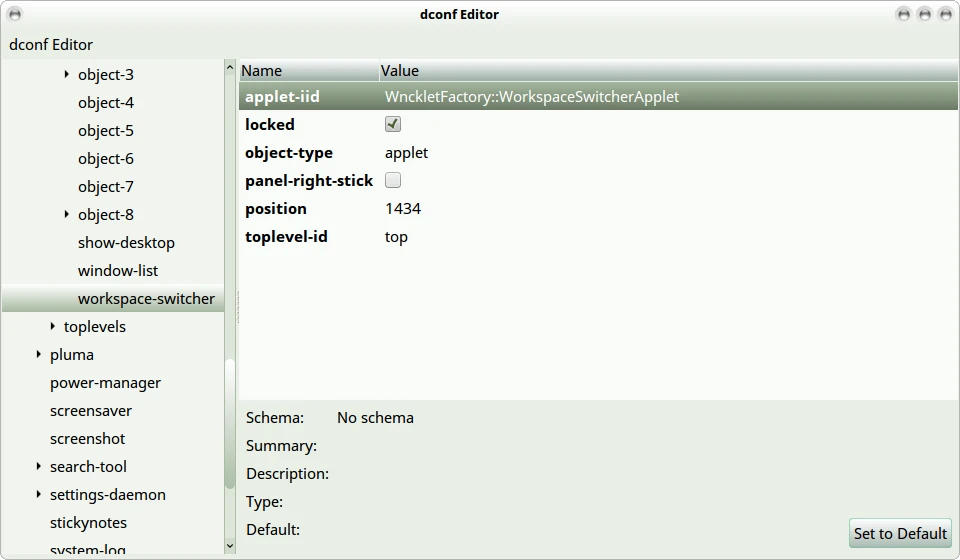 dconf Editor
dconf Editor
object-3
object-4
object-5
object-6
object-7
object-8
show-desktop
window-list
workspace-switcher
toplevels
pluma
power-manager
screensaver
screenshot
search-tool
settings-daemon
stickynotes
system-log
Name Value
applet-iid WnckletFactory::WorkspaceSwitcherApplet
locked
object-type applet
panel-right-stick
position 1434
toplevel-id top
Schema: No schema
Summary:
Description:
Type:
Default:
Set to Default